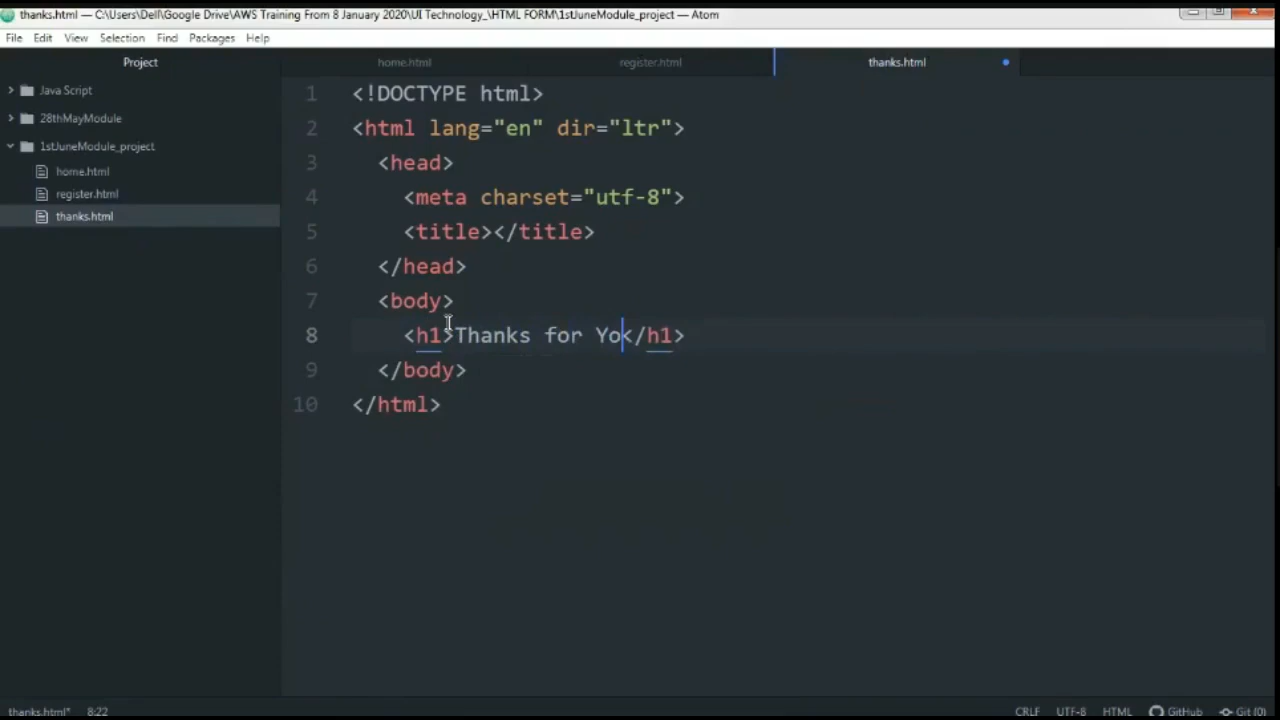 thanks.html — C:\Users\Dell\Google Drive\AWS Training From 8 January 2020\UI Technology_\HTML FORM\1stJuneModule_project — Atom
File Edit View Selection Find Packages Help
Project
home.html register.html thanks.html
Java Script
28thMayModule
1stJuneModule_project
home.html
register.html
thanks.html
1 <!DOCTYPE html>
2 <html lang="en" dir="ltr">
3 <head>
4 <meta charset="utf-8">
5 <title></title>
6 </head>
7 <body>
8 <h1>Thanks for Yo</h1>
9 </body>
10 </html>
thanks.html* 8:22 CRLF UTF-8 HTML GitHub Git (0)